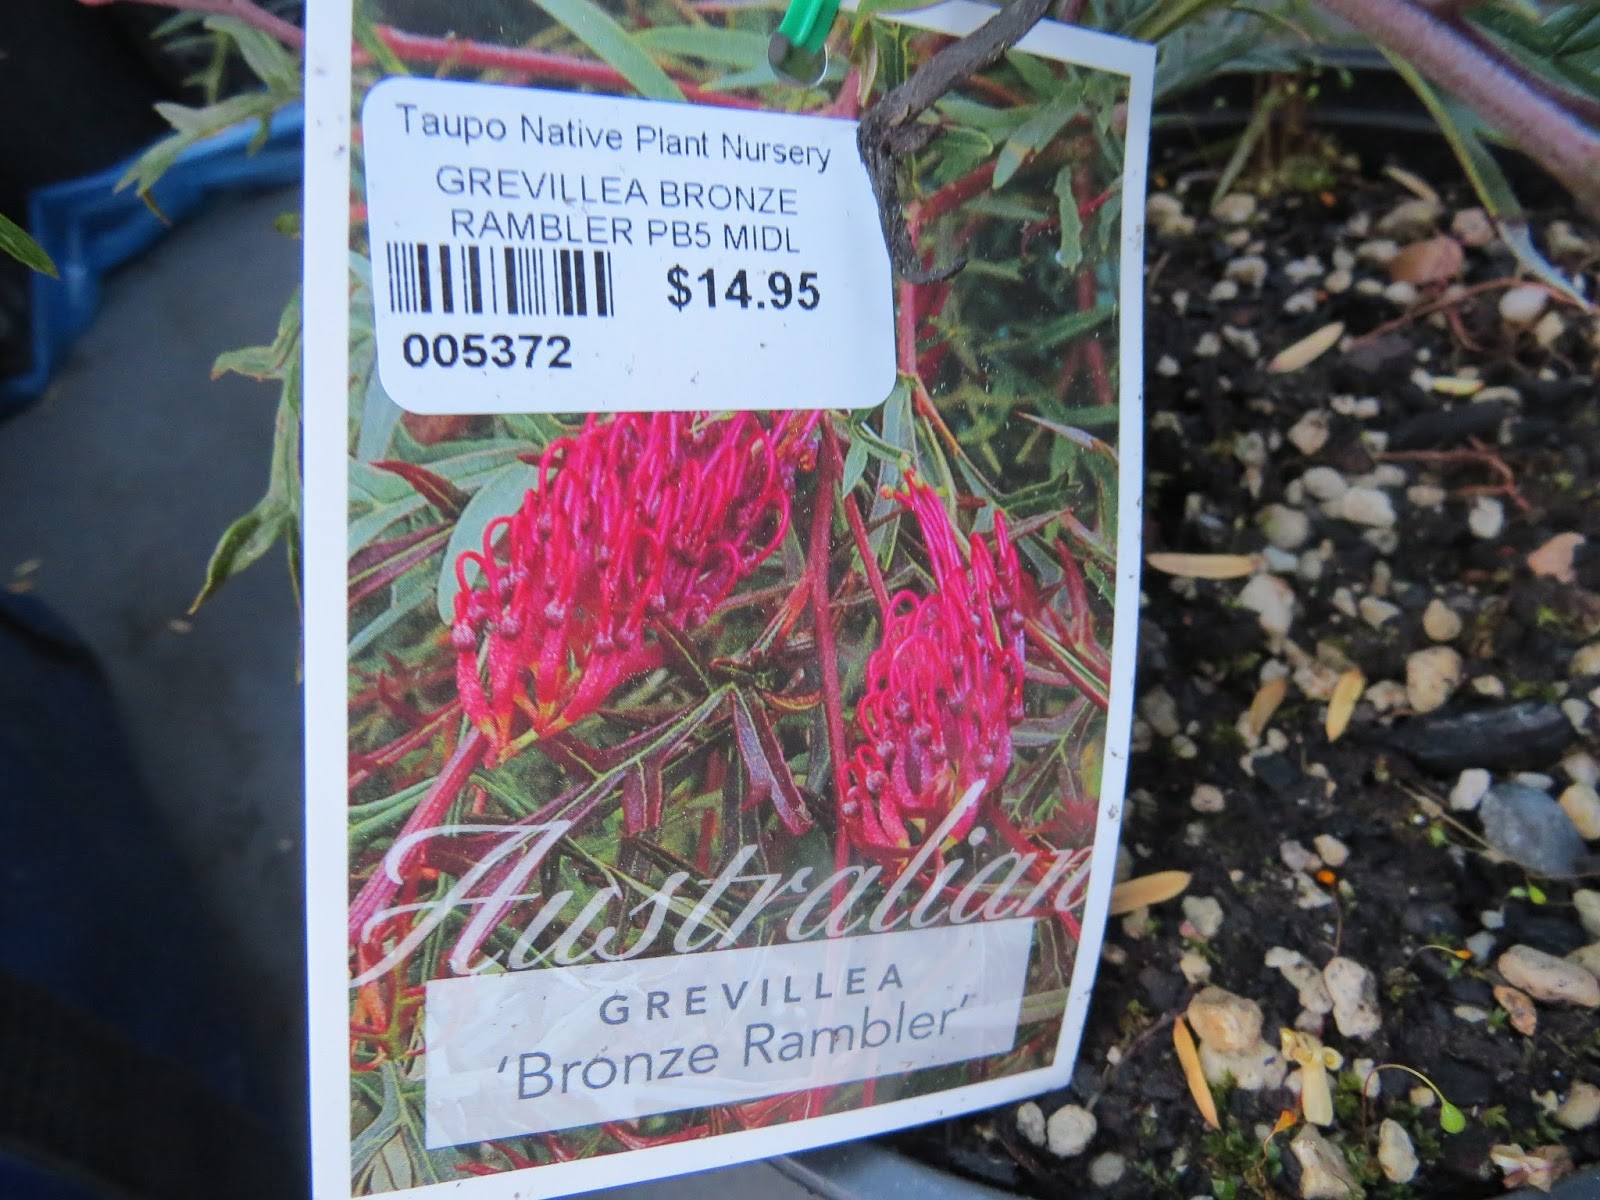 Taupo Native Plant Nursery
GREVILLEA BRONZE
RAMBLER PB5 MIDL
$14.95
005372
Australian
GREVILLEA
‘Bronze Rambler’